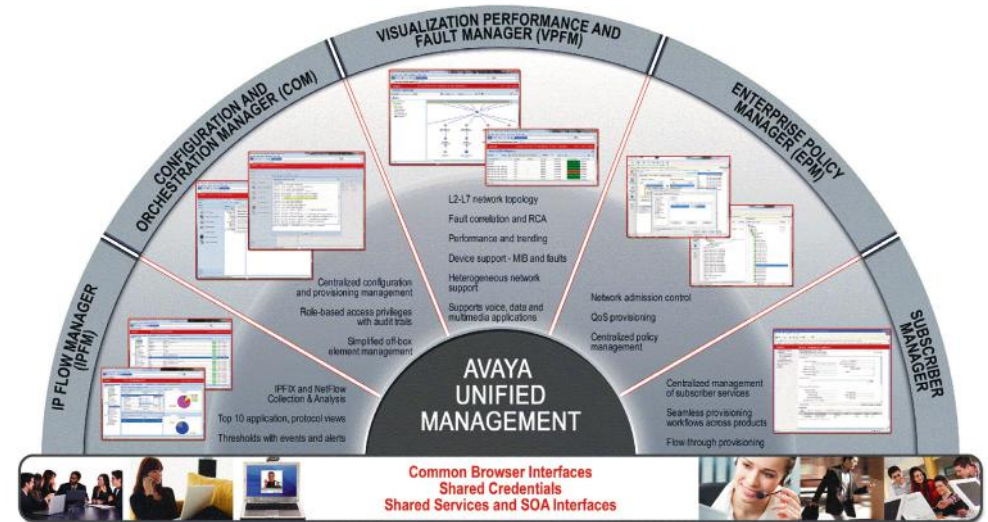 VISUALIZATION PERFORMANCE AND
FAULT MANAGER (VPFM)
CONFIGURATION AND
ORCHESTRATION MANAGER (COM)
ENTERPRISE POLICY
MANAGER (EPM)
IP FLOW MANAGER
(IPFM)
SUBSCRIBER
MANAGER
L2-L7 network topology
Fault correlation and RCA
Performance and trending
Device support - MIB and faults
Heterogeneous network
support
Supports voice, data and
multimedia applications
Centralized configuration
and provisioning management
Role-based access privileges
with audit trails
Simplified off-box
element management
Network admission control
QoS provisioning
Centralized policy
management
IPFIX and NetFlow
Collection & Analysis
Top 10 application, protocol views
Thresholds with events and alerts
Centralized management
of subscriber services
Seamless provisioning
workflows across products
Flow-through provisioning
AVAYA
UNIFIED
MANAGEMENT
Common Browser Interfaces
Shared Credentials
Shared Services and SOA Interfaces